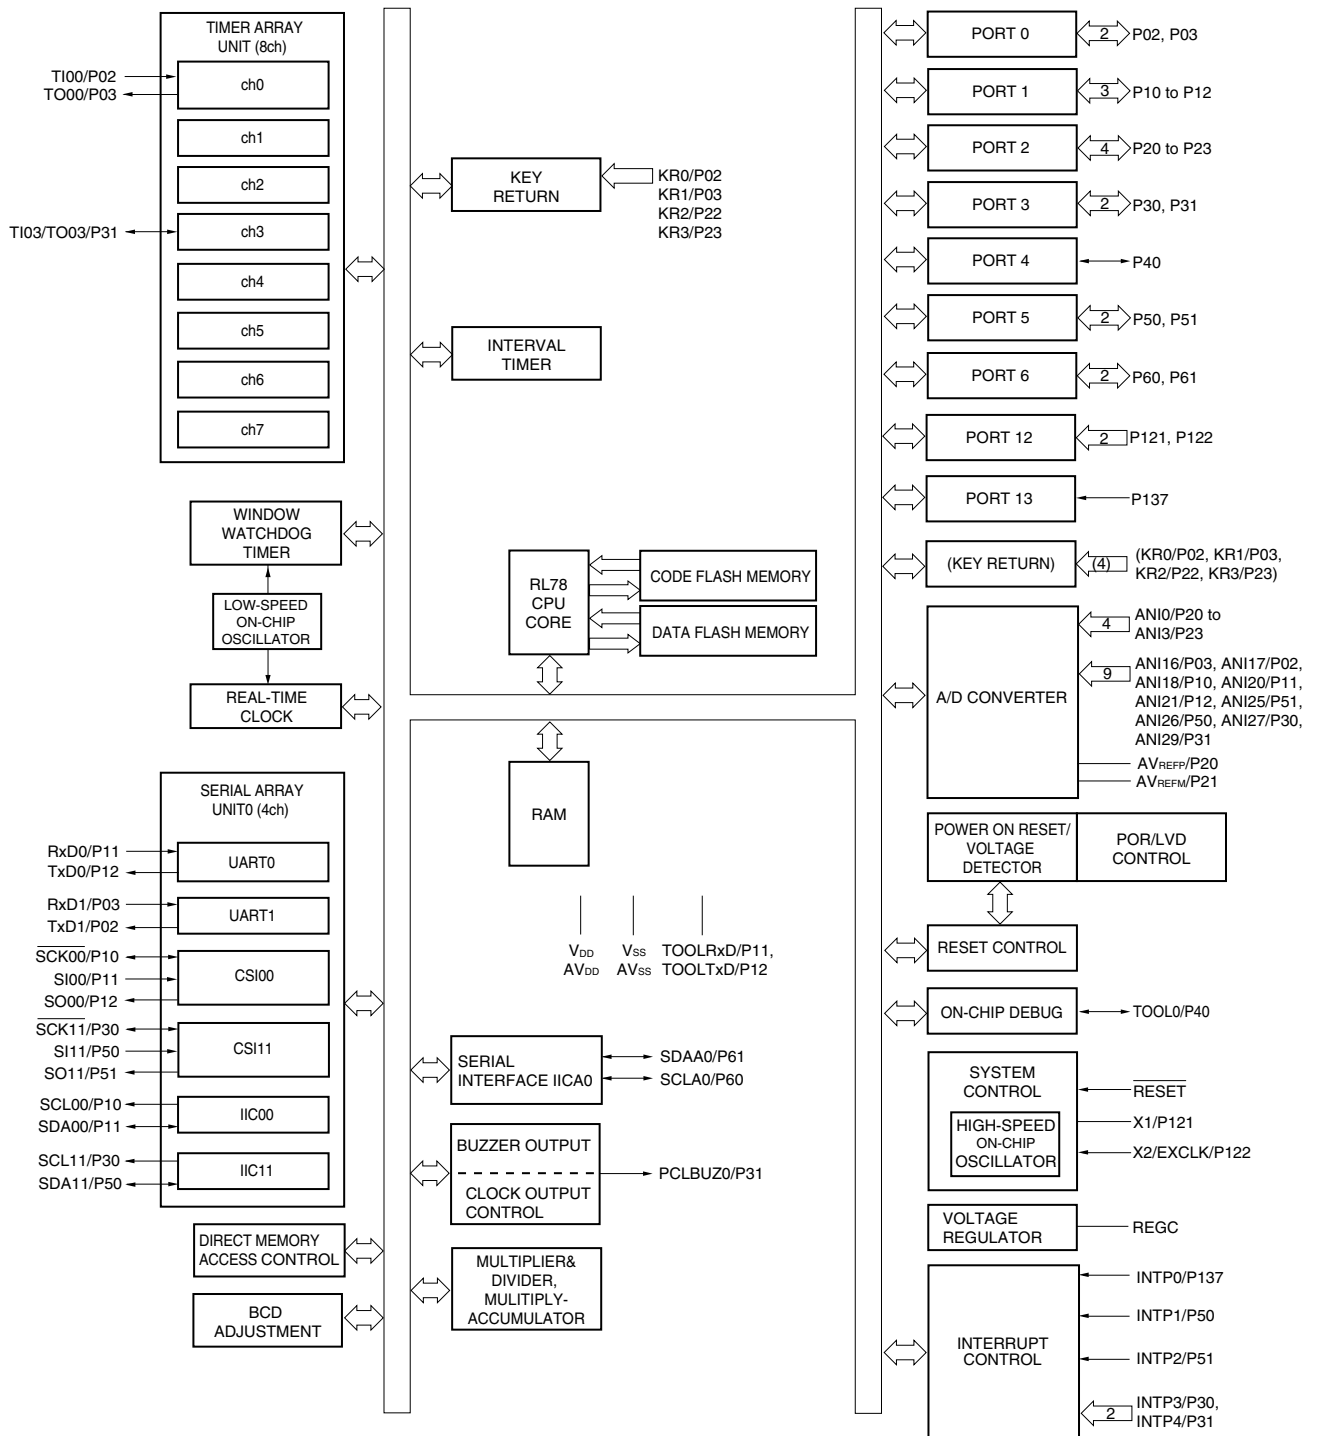 TIMER ARRAY
UNIT (8ch)
TI00/P02
TO00/P03
ch0
ch1
ch2
TI03/TO03/P31
ch3
ch4
ch5
ch6
ch7
WINDOW
WATCHDOG
TIMER
LOW-SPEED
ON-CHIP
OSCILLATOR
REAL-TIME
CLOCK
SERIAL ARRAY
UNIT0 (4ch)
RxD0/P11
TxD0/P12
UART0
RxD1/P03
TxD1/P02
UART1
SCK00/P10
SI00/P11
SO00/P12
CSI00
SCK11/P30
SI11/P50
SO11/P51
CSI11
SCL00/P10
SDA00/P11
IIC00
SCL11/P30
SDA11/P50
IIC11
DIRECT MEMORY
ACCESS CONTROL
BCD
ADJUSTMENT
KEY
RETURN
KR0/P02
KR1/P03
KR2/P22
KR3/P23
INTERVAL
TIMER
RL78
CPU
CORE
CODE FLASH MEMORY
DATA FLASH MEMORY
RAM
VDD
AVDD
VSS
AVSS
TOOLRxD/P11,
TOOLTxD/P12
SERIAL
INTERFACE IICA0
SDAA0/P61
SCLA0/P60
BUZZER OUTPUT
CLOCK OUTPUT
CONTROL
PCLBUZ0/P31
MULTIPLIER&
DIVIDER,
MULITIPLY-
ACCUMULATOR
PORT 0
2
P02, P03
PORT 1
3
P10 to P12
PORT 2
4
P20 to P23
PORT 3
2
P30, P31
PORT 4
P40
PORT 5
2
P50, P51
PORT 6
2
P60, P61
PORT 12
2
P121, P122
PORT 13
P137
(KEY RETURN)
(4)
(KR0/P02, KR1/P03,
KR2/P22, KR3/P23)
A/D CONVERTER
4
ANI0/P20 to
ANI3/P23
9
ANI16/P03, ANI17/P02,
ANI18/P10, ANI20/P11,
ANI21/P12, ANI25/P51,
ANI26/P50, ANI27/P30,
ANI29/P31
AVREFP/P20
AVREFM/P21
POWER ON RESET/
VOLTAGE
DETECTOR
POR/LVD
CONTROL
RESET CONTROL
ON-CHIP DEBUG
TOOL0/P40
SYSTEM
CONTROL
HIGH-SPEED
ON-CHIP
OSCILLATOR
RESET
X1/P121
X2/EXCLK/P122
VOLTAGE
REGULATOR
REGC
INTERRUPT
CONTROL
INTP0/P137
INTP1/P50
INTP2/P51
2
INTP3/P30,
INTP4/P31